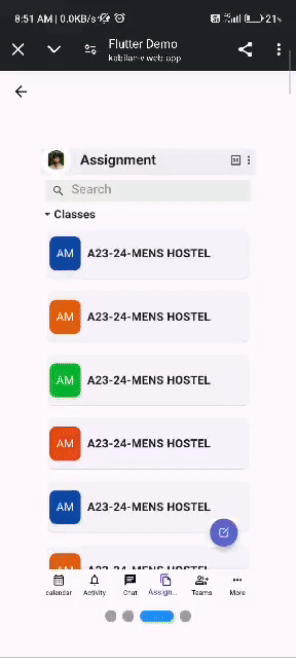 8:51 AM | 0.0KB/s
21%
Flutter Demo
kabilan-v.web.app
Assignment
Search
Classes
AM A23-24-MENS HOSTEL
AM A23-24-MENS HOSTEL
AM A23-24-MENS HOSTEL
AM A23-24-MENS HOSTEL
AM A23-24-MENS HOSTEL
AM A23-24-MENS HOSTEL
calendar Activity Chat Assign... Teams More